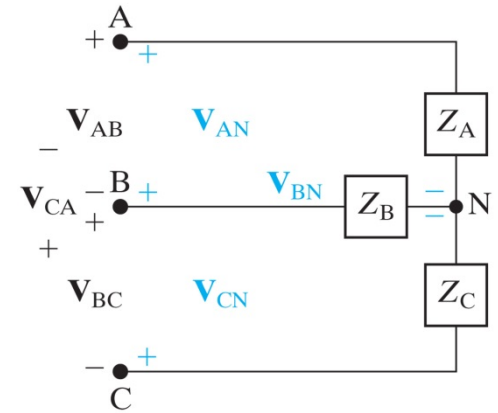 A
+
+
V_AB
V_AN
Z_A
−
−
B
+
V_BN
−
V_CA
Z_B
N
+
−
+
V_BC
V_CN
Z_C
−
+
C